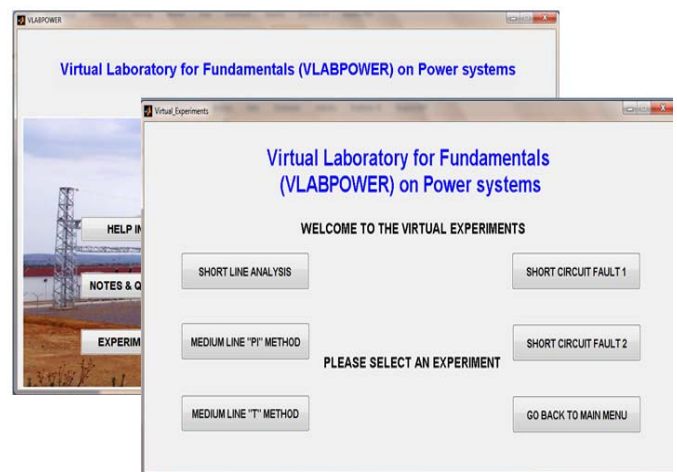 VLABPOWER
Virtual Laboratory for Fundamentals (VLABPOWER) on Power systems
HELP IN
NOTES & Q
EXPERIM
Virtual_Experiments
Virtual Laboratory for Fundamentals
(VLABPOWER) on Power systems
WELCOME TO THE VIRTUAL EXPERIMENTS
SHORT LINE ANALYSIS
SHORT CIRCUIT FAULT 1
MEDIUM LINE "PI" METHOD
SHORT CIRCUIT FAULT 2
PLEASE SELECT AN EXPERIMENT
MEDIUM LINE "T" METHOD
GO BACK TO MAIN MENU